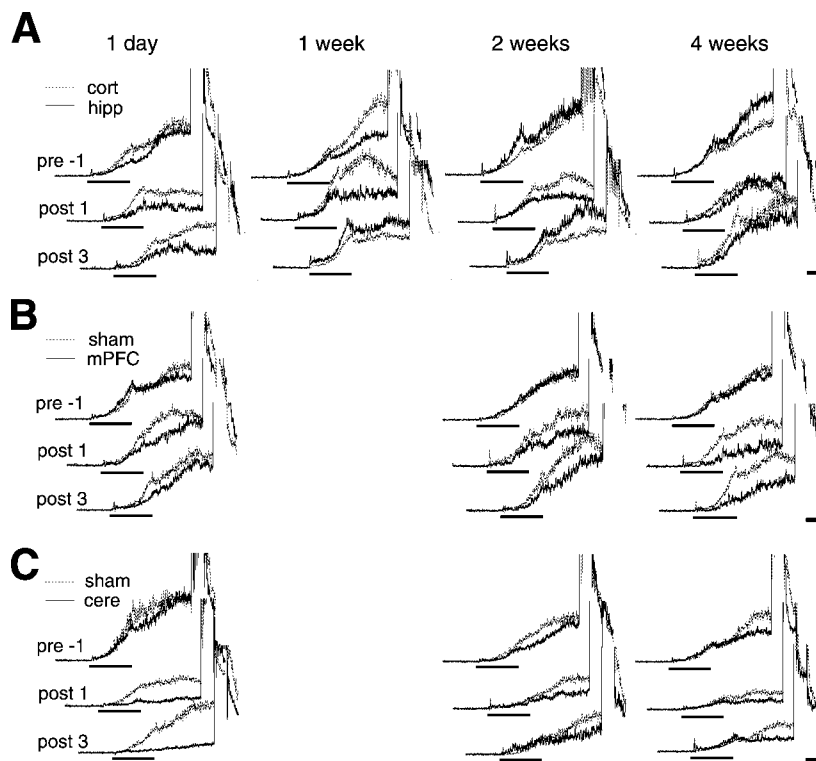 A
1 day 1 week 2 weeks 4 weeks
cort
hipp
pre -1
post 1
post 3
B
sham
mPFC
pre -1
post 1
post 3
C
sham
cere
pre -1
post 1
post 3